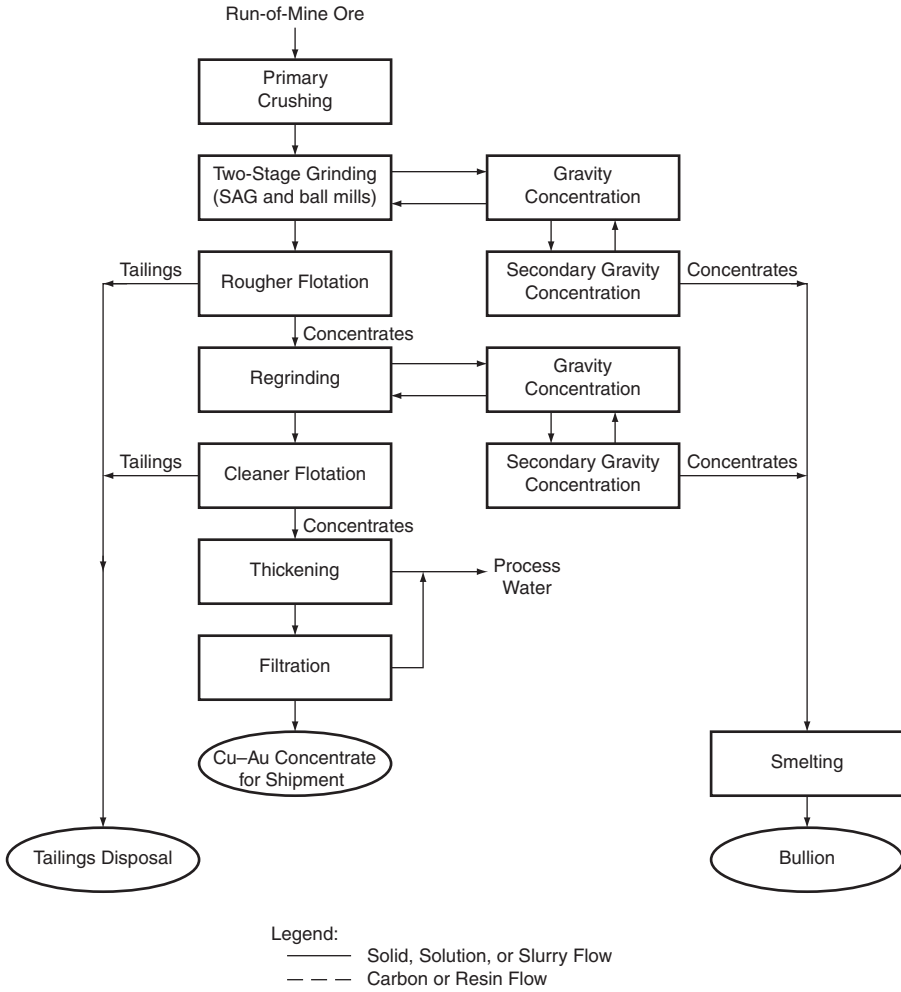 Run-of-Mine Ore
Primary
Crushing
Two-Stage Grinding
(SAG and ball mills)
Gravity
Concentration
Tailings
Rougher Flotation
Secondary Gravity
Concentration
Concentrates
Concentrates
Regrinding
Gravity
Concentration
Tailings
Cleaner Flotation
Secondary Gravity
Concentration
Concentrates
Concentrates
Thickening
Process
Water
Filtration
Cu–Au Concentrate
for Shipment
Smelting
Tailings Disposal
Bullion
Legend:
Solid, Solution, or Slurry Flow
Carbon or Resin Flow